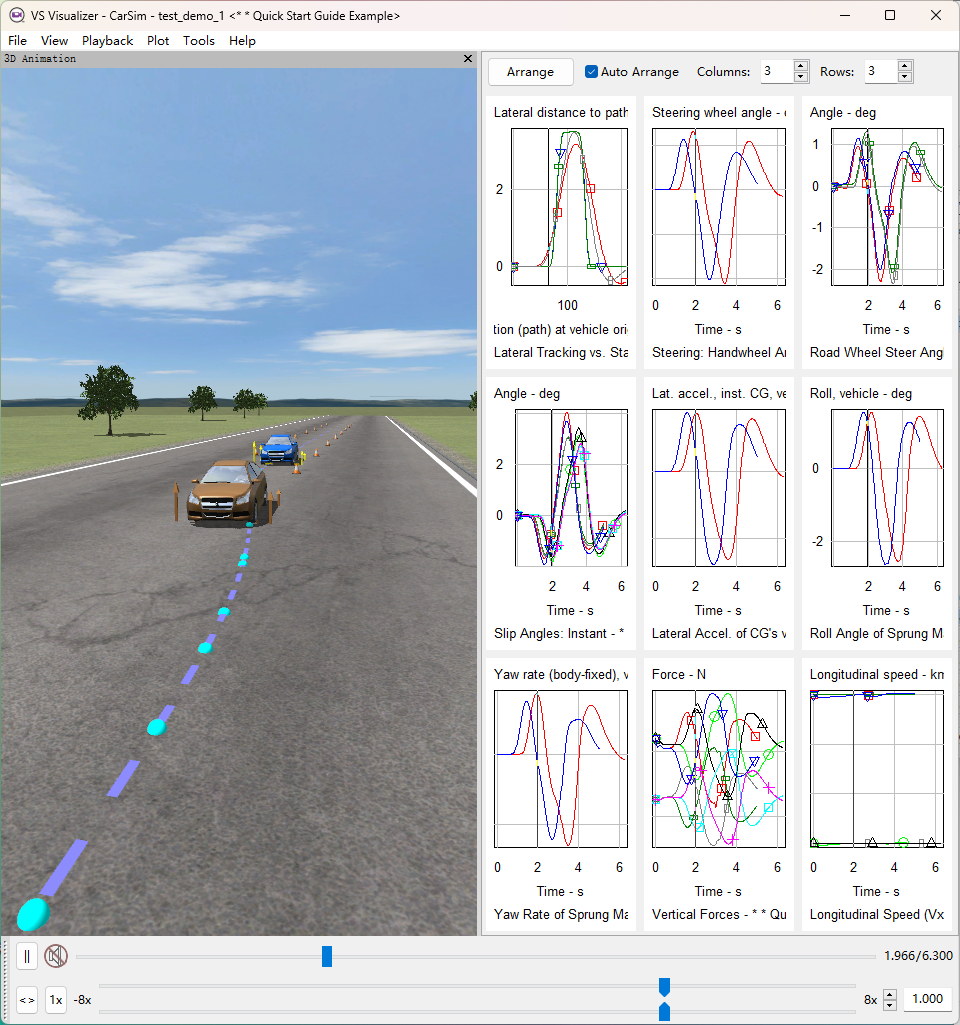 VS Visualizer - CarSim - test_demo_1 <* * Quick Start Guide Example>
File View Playback Plot Tools Help
3D Animation
Arrange Auto Arrange Columns: 3 Rows: 3
Lateral distance to path
2
0
100
tion (path) at vehicle ori
Lateral Tracking vs. Sta
Steering wheel angle -
0 2 4 6
Time - s
Steering: Handwheel A
Angle - deg
1
0
-1
-2
2 4 6
Time - s
Road Wheel Steer Angl
Angle - deg
2
0
2 4 6
Time - s
Slip Angles: Instant - *
Lat. accel., inst. CG, ve
0 2 4 6
Time - s
Lateral Accel. of CG's v
Roll, vehicle - deg
0
-2
2 4 6
Time - s
Roll Angle of Sprung M
Yaw rate (body-fixed), v
0 2 4 6
Time - s
Yaw Rate of Sprung Ma
Force - N
0 2 4 6
Time - s
Vertical Forces - * * Qu
Longitudinal speed - km
0 2 4 6
Time - s
Longitudinal Speed (Vx
1.966/6.300
<> 1x -8x 8x 1.000